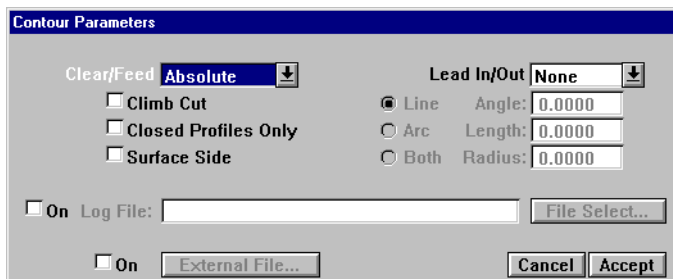 Contour Parameters
Clear/Feed Absolute Lead In/Out None
Climb Cut Line Angle: 0.0000
Closed Profiles Only Arc Length: 0.0000
Surface Side Both Radius: 0.0000
On Log File: File Select...
On External File... Cancel Accept